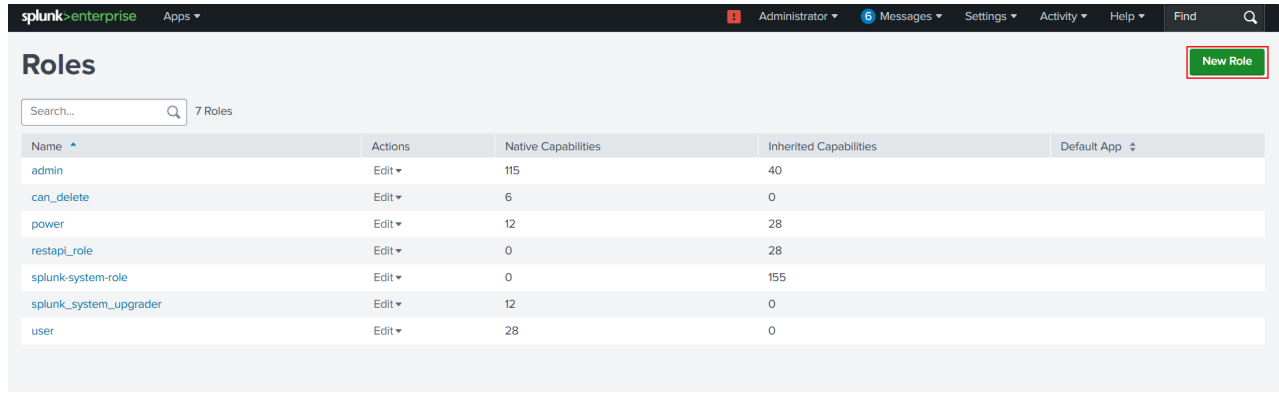 splunk>enterprise Apps ▾ ! Administrator ▾ 6 Messages ▾ Settings ▾ Activity ▾ Help ▾ Find
Roles New Role
Search... 7 Roles
Name Actions Native Capabilities Inherited Capabilities Default App
admin Edit ▾ 115 40
can_delete Edit ▾ 6 0
power Edit ▾ 12 28
restapi_role Edit ▾ 0 28
splunk-system-role Edit ▾ 0 155
splunk_system_upgrader Edit ▾ 12 0
user Edit ▾ 28 0